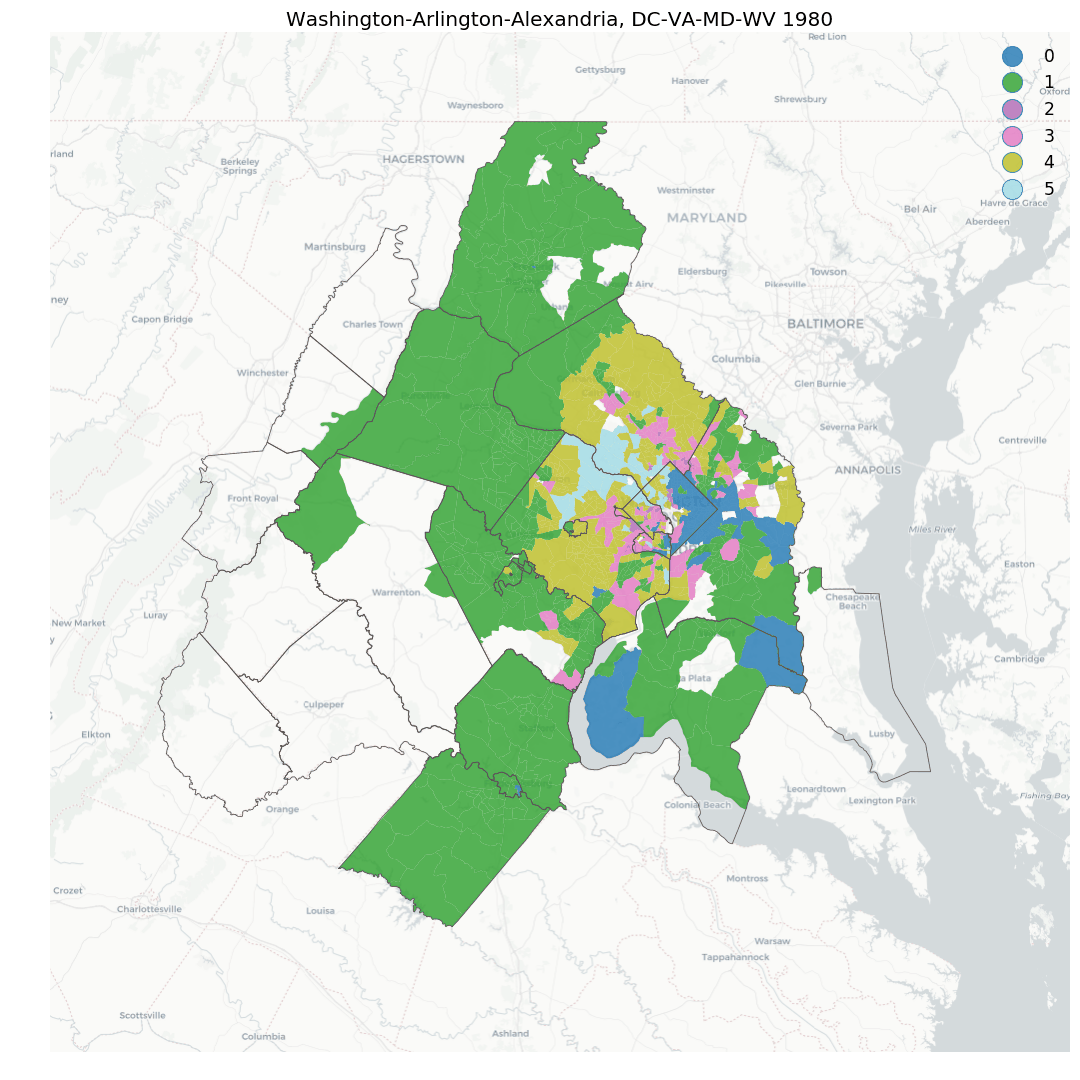 Washington-Arlington-Alexandria, DC-VA-MD-WV 1980
Red Lion
0
1
2
3
4
5
Gettysburg
Hanover
Shrewsbury
Oxford
Waynesboro
HAGERSTOWN
rland
Berkeley
Springs
Westminster
MARYLAND
Bel Air
Havre de Grace
Aberdeen
Martinsburg
Eldersburg
Towson
Pikesville
ney
Capon Bridge
Charles Town
BALTIMORE
Winchester
Columbia
Glen Burnie
Severna Park
Centreville
ANNAPOLIS
Front Royal
Miles River
Easton
Warrenton
Chesapeake
Beach
Luray
New Market
y
Cambridge
La Plata
Culpeper
Elkton
Lusby
Leonardtown
Lexington Park
Fishing Bay
Orange
Colonial Beach
Montross
Crozet
Charlottesville
Louisa
Warsaw
Tappahannock
Scottsville
Columbia
Ashland